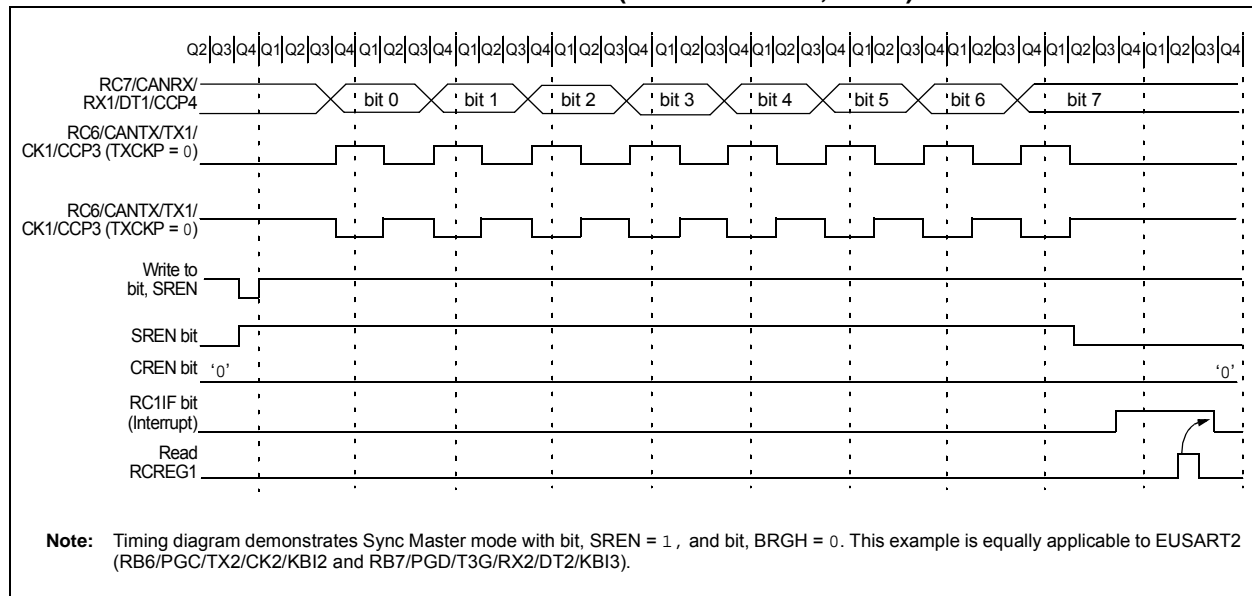 Q2 Q3 Q4 Q1 Q2 Q3 Q4 Q1 Q2 Q3 Q4 Q1 Q2 Q3 Q4 Q1 Q2 Q3 Q4 Q1 Q2 Q3 Q4 Q1 Q2 Q3 Q4 Q1 Q2 Q3 Q4 Q1 Q2 Q3 Q4 Q1 Q2 Q3 Q4 Q1 Q2 Q3 Q4
RC7/CANRX/
RX1/DT1/CCP4
bit 0 bit 1 bit 2 bit 3 bit 4 bit 5 bit 6 bit 7
RC6/CANTX/TX1/
CK1/CCP3 (TXCKP = 0)
RC6/CANTX/TX1/
CK1/CCP3 (TXCKP = 0)
Write to
bit, SREN
SREN bit
CREN bit ‘0’ ‘0’
RC1IF bit
(Interrupt)
Read
RCREG1
Note: Timing diagram demonstrates Sync Master mode with bit, SREN = 1, and bit, BRGH = 0. This example is equally applicable to EUSART2
(RB6/PGC/TX2/CK2/KBI2 and RB7/PGD/T3G/RX2/DT2/KBI3).